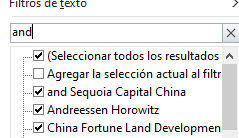 Filtros de texto
and
(Seleccionar todos los resultados
Agregar la selección actual al filtr
and Sequoia Capital China
Andreessen Horowitz
China Fortune Land Developmen